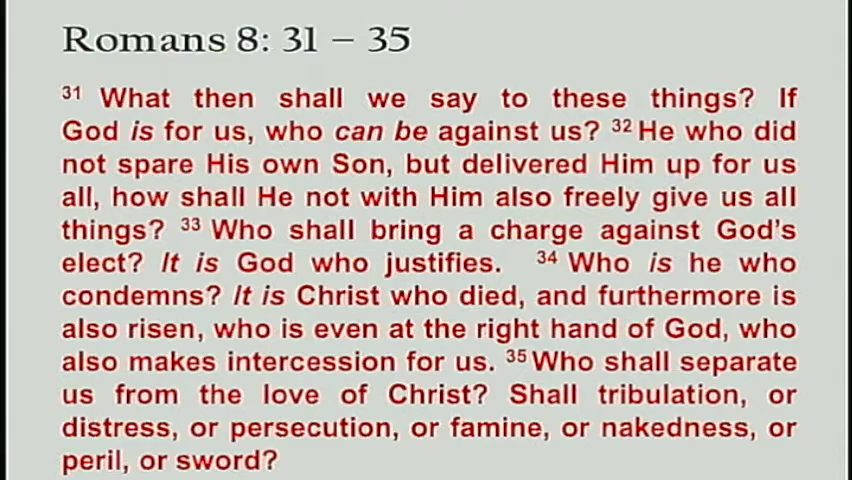 Romans 8: 31 – 35
³¹ What then shall we say to these things? If
God is for us, who can be against us? ³² He who did
not spare His own Son, but delivered Him up for us
all, how shall He not with Him also freely give us all
things? ³³ Who shall bring a charge against God's
elect? It is God who justifies. ³⁴ Who is he who
condemns? It is Christ who died, and furthermore is
also risen, who is even at the right hand of God, who
also makes intercession for us. ³⁵ Who shall separate
us from the love of Christ? Shall tribulation, or
distress, or persecution, or famine, or nakedness, or
peril, or sword?